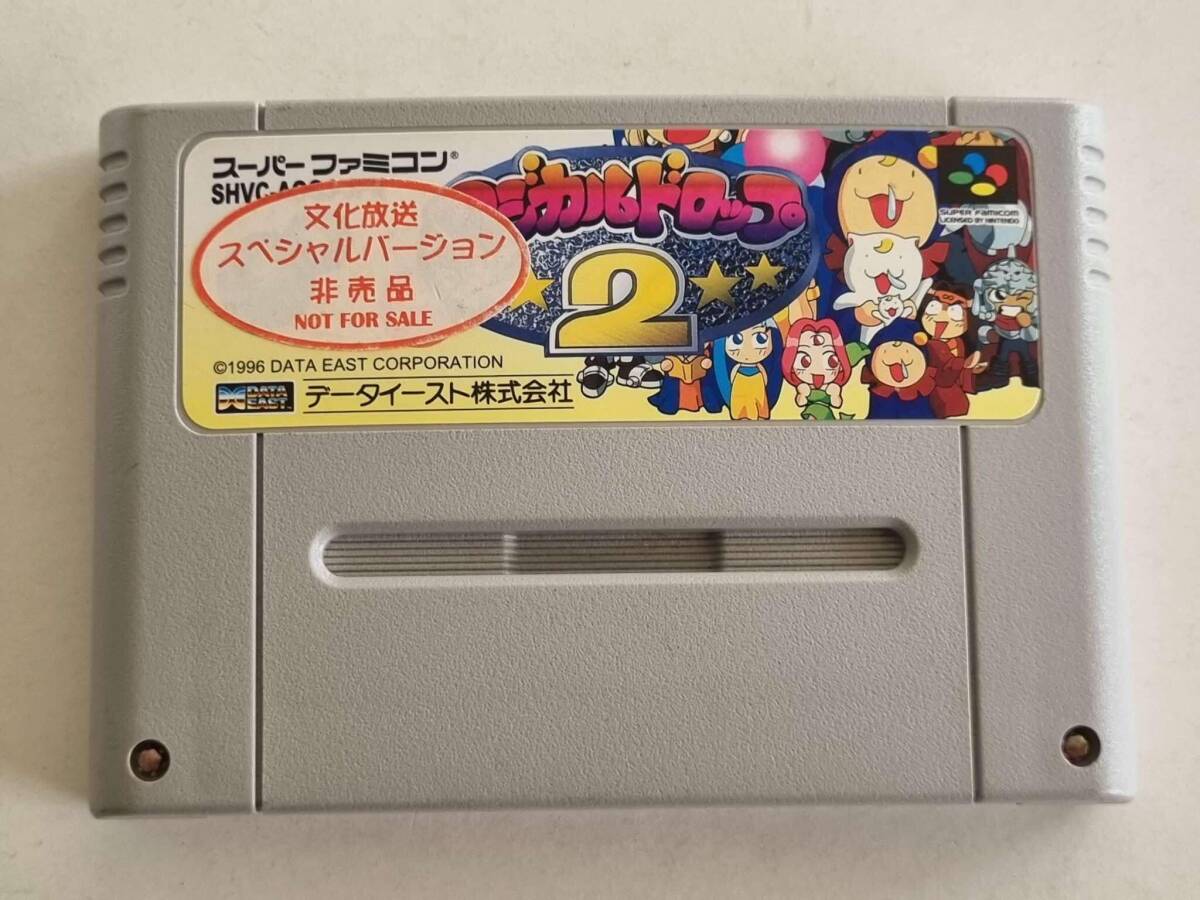 スーパーファミコン®
SHVC-A
文化放送
スペシャルバージョン
非売品
NOT FOR SALE
ジカルドロップ
2
SUPER FAMICOM
LICENSED BY NINTENDO
©1996 DATA EAST CORPORATION
DATA EAST
データイースト株式会社